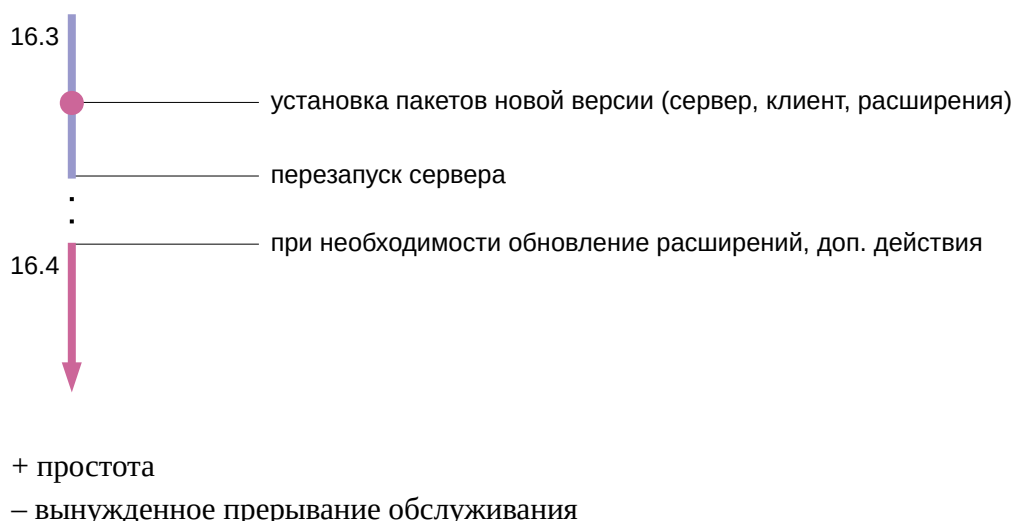 16.3
установка пакетов новой версии (сервер, клиент, расширения)
перезапуск сервера
при необходимости обновление расширений, доп. действия
16.4
+ простота
– вынужденное прерывание обслуживания